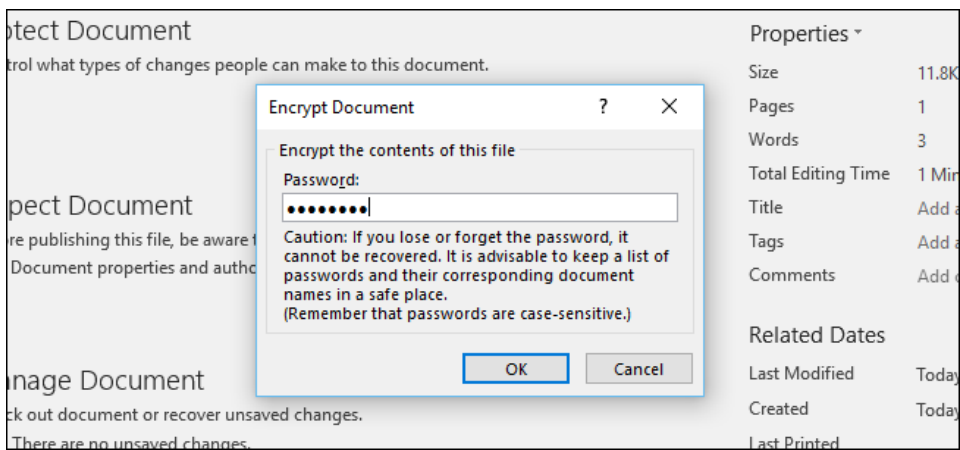 otect Document
trol what types of changes people can make to this document.
Encrypt Document ? ✕
Encrypt the contents of this file
Password:
••••••••
Caution: If you lose or forget the password, it
cannot be recovered. It is advisable to keep a list of
passwords and their corresponding document
names in a safe place.
(Remember that passwords are case-sensitive.)
OK Cancel
pect Document
re publishing this file, be aware t
Document properties and autho
anage Document
ck out document or recover unsaved changes.
There are no unsaved changes.
Properties
Size 11.8K
Pages 1
Words 3
Total Editing Time 1 Min
Title Add a
Tags Add a
Comments Add c
Related Dates
Last Modified Today
Created Today
Last Printed